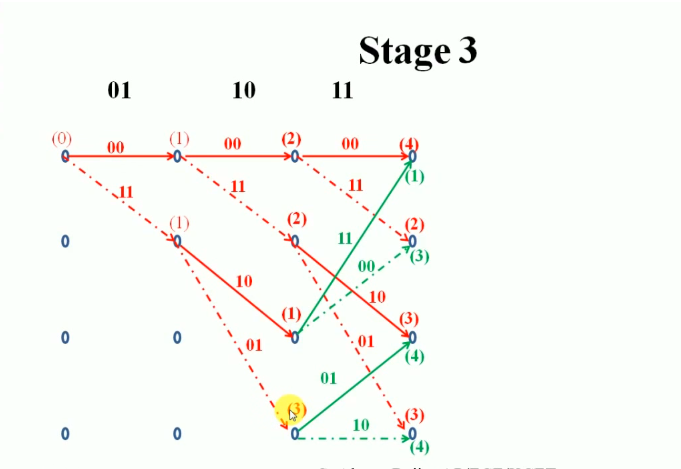 Stage 3
01 10 11
(0) (1) (2) (4)
00 00 00
(1)
11 11 11
(1) (2) (2)
11 (3)
00
10 10
(1) (3)
01 01 (4)
01
(3) (3)
10 (4)